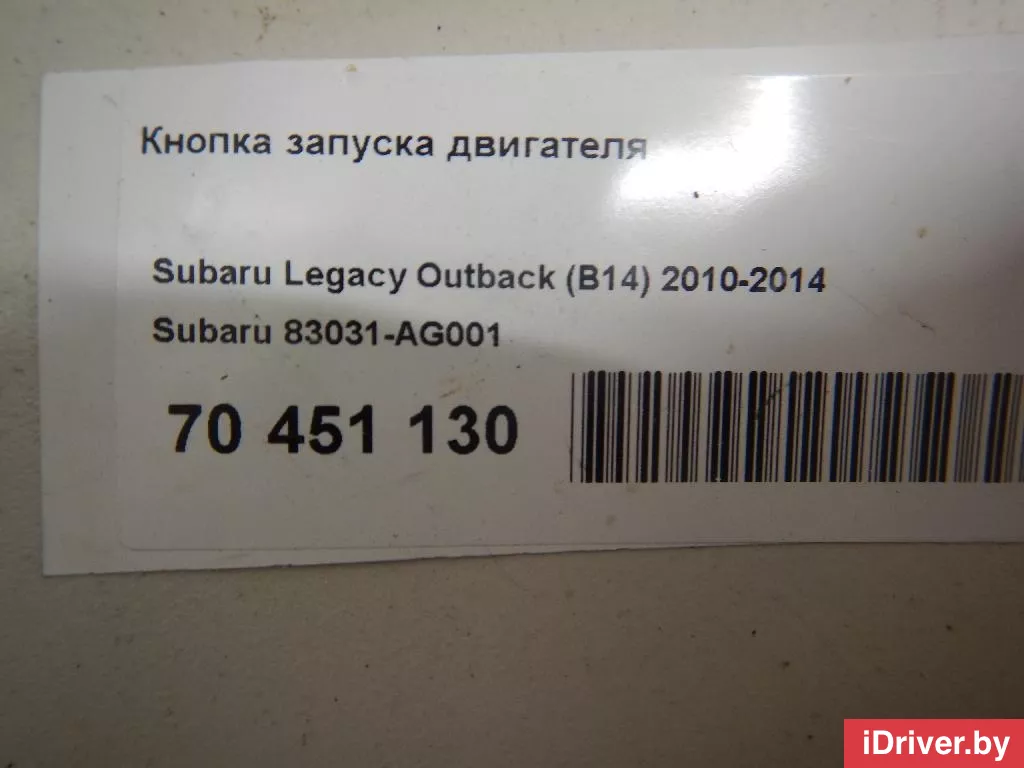 Кнопка запуска двигателя
Subaru Legacy Outback (B14) 2010-2014
Subaru 83031-AG001
70 451 130
iDriver.by